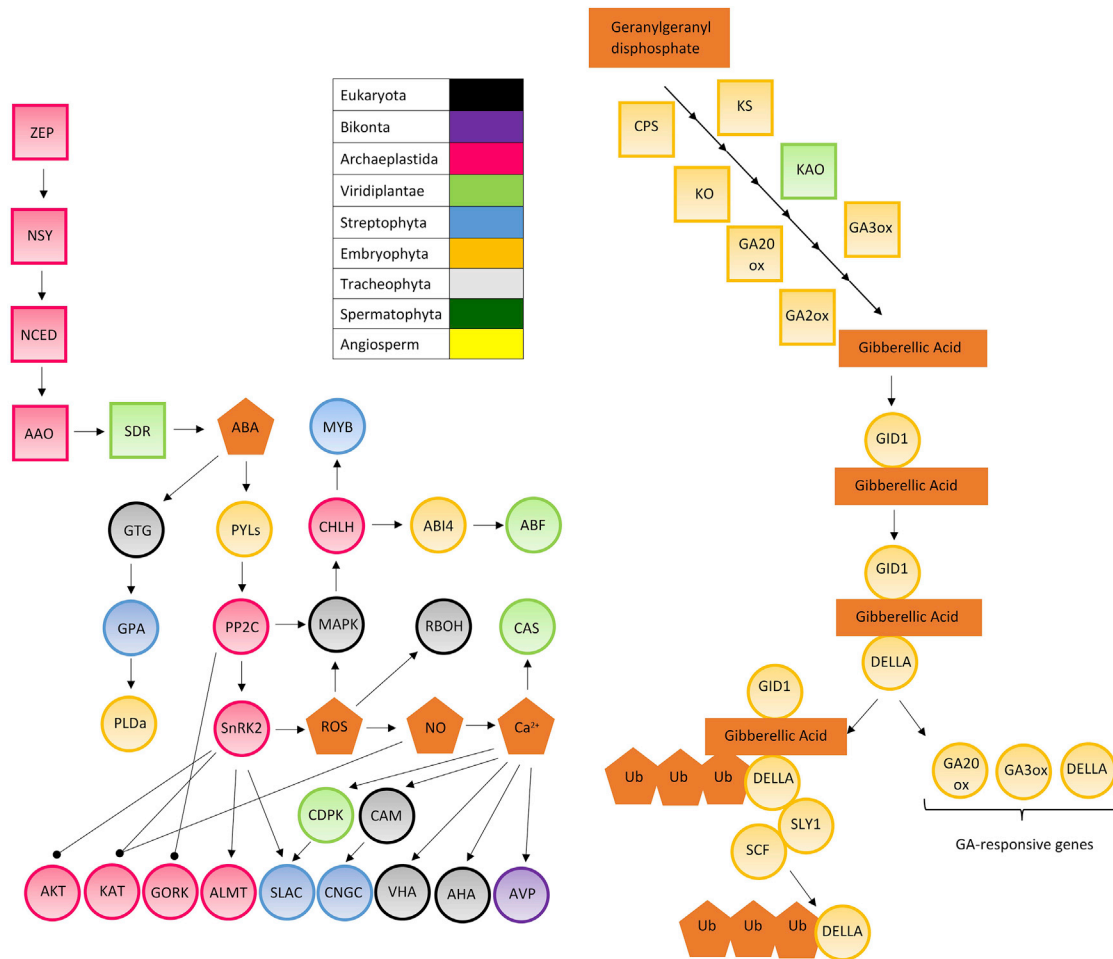 Geranylgeranyl
disphosphate
Eukaryota
Bikonta
Archaeplastida
Viridiplantae
Streptophyta
Embryophyta
Tracheophyta
Spermatophyta
Angiosperm
ZEP
NSY
NCED
AAO
SDR
ABA
MYB
GTG
PYLs
CHLH
ABI4
ABF
GPA
PP2C
MAPK
RBOH
CAS
PLDa
SnRK2
ROS
NO
Ca²⁺
CDPK
CAM
AKT
KAT
GORK
ALMT
SLAC
CNGC
VHA
AHA
AVP
KS
CPS
KAO
KO
GA3ox
GA20
ox
GA2ox
Gibberellic Acid
GID1
Gibberellic Acid
GID1
Gibberellic Acid
DELLA
GID1
Gibberellic Acid
Ub
Ub
Ub
DELLA
SLY1
SCF
Ub
Ub
Ub
DELLA
GA20
ox
GA3ox
DELLA
GA-responsive genes